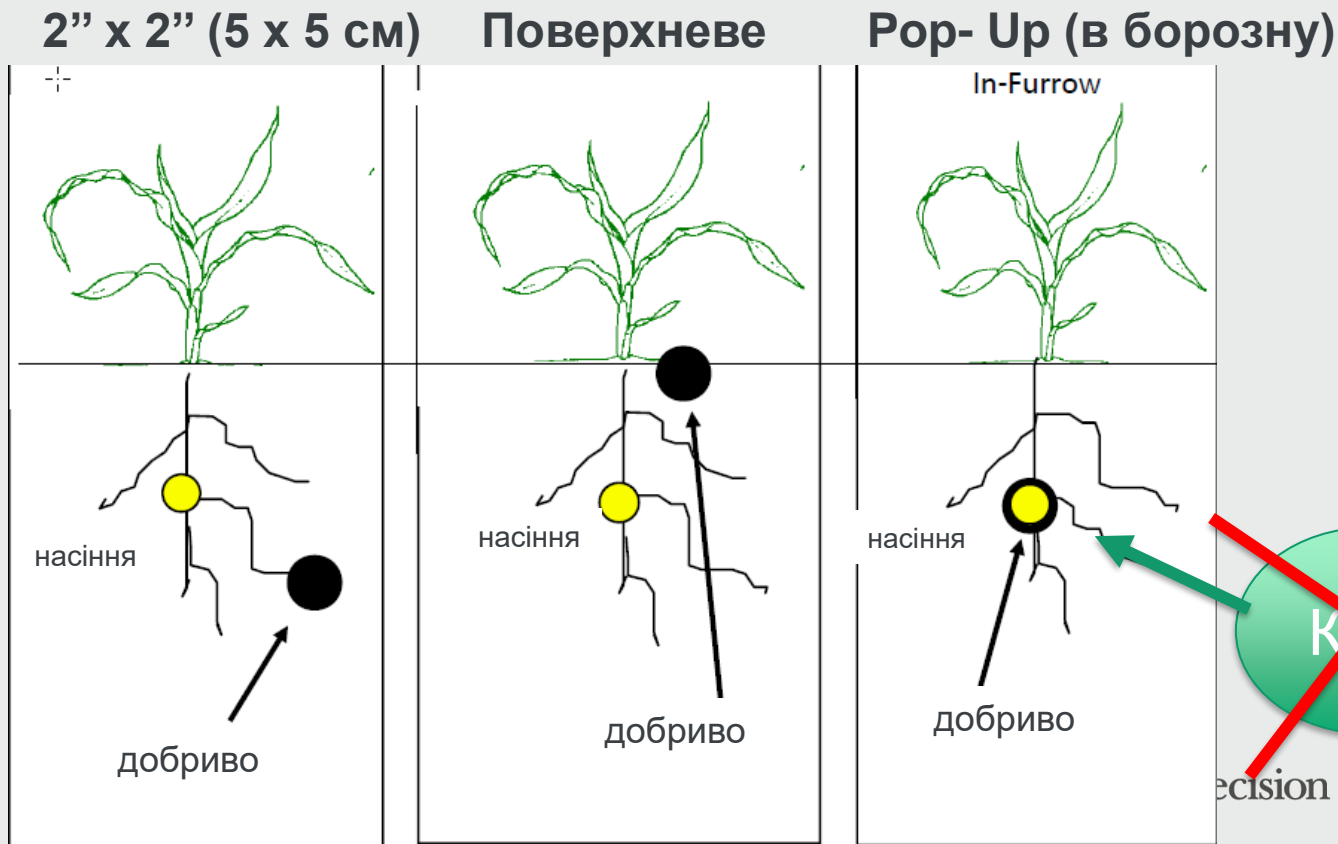 2” x 2” (5 x 5 см)
Поверхневе
Pop- Up (в борозну)
In-Furrow
насіння
насіння
насіння
добриво
добриво
добриво
К
ecision